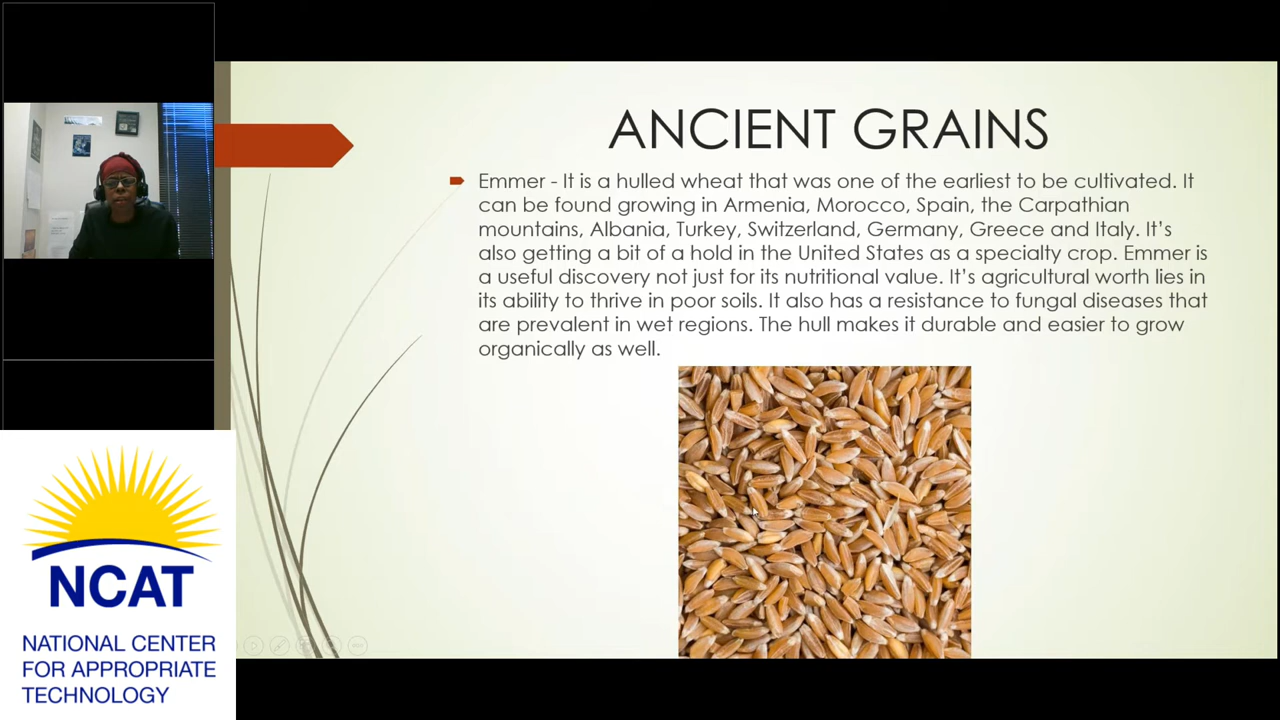 ANCIENT GRAINS
Emmer - It is a hulled wheat that was one of the earliest to be cultivated. It
can be found growing in Armenia, Morocco, Spain, the Carpathian
mountains, Albania, Turkey, Switzerland, Germany, Greece and Italy. It’s
also getting a bit of a hold in the United States as a specialty crop. Emmer is
a useful discovery not just for its nutritional value. It’s agricultural worth lies in
its ability to thrive in poor soils. It also has a resistance to fungal diseases that
are prevalent in wet regions. The hull makes it durable and easier to grow
organically as well.
NCAT
NATIONAL CENTER
FOR APPROPRIATE
TECHNOLOGY